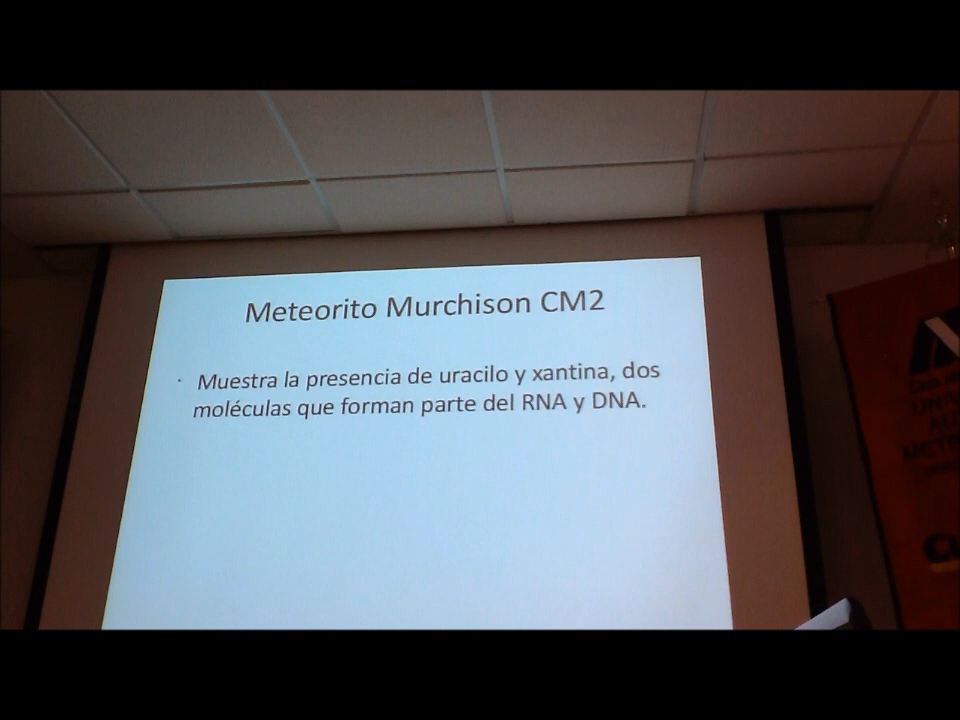 Meteorito Murchison CM2
· Muestra la presencia de uracilo y xantina, dos
moléculas que forman parte del RNA y DNA.